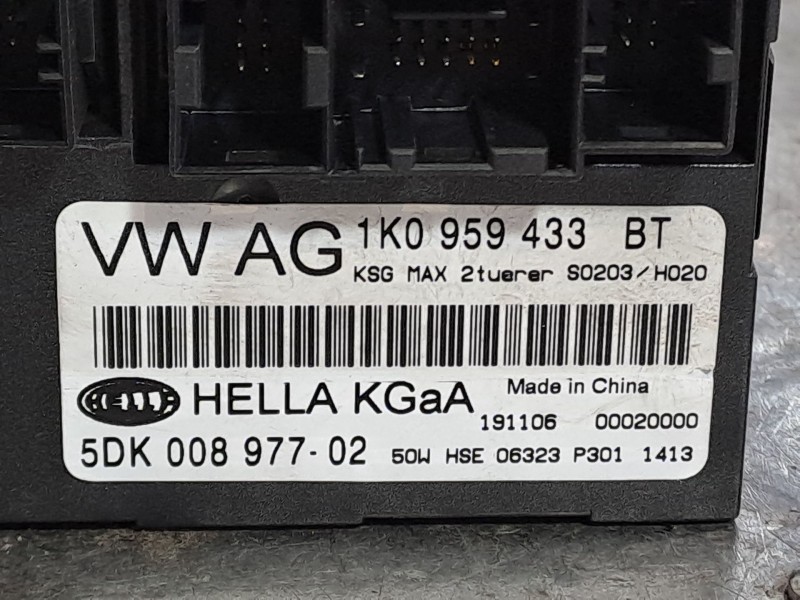 VW AG 1K0 959 433 BT
KSG MAX 2tuerer S0203/H020
HELLA KGaA Made in China
191106 00020000
5DK 008 977-02 50W HSE 06323 P301 1413